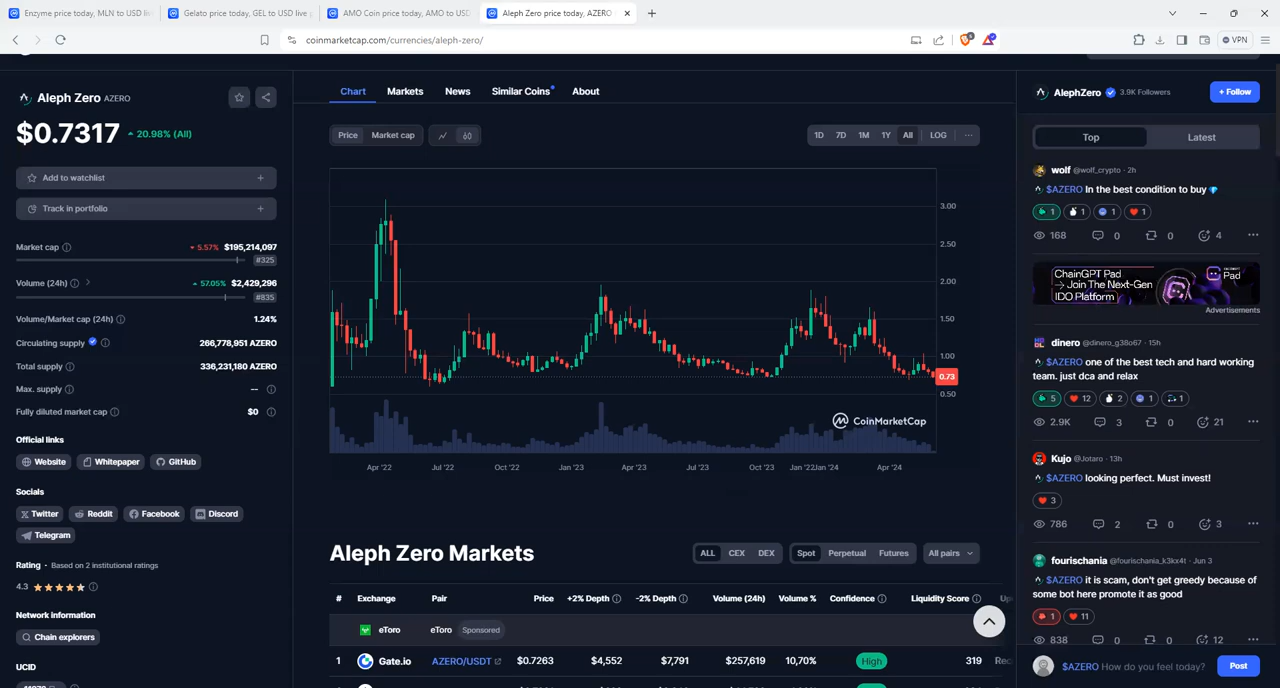 Enzyme price today, MLN to USD li
Gelato price today, GEL to USD live
AMO Coin price today, AMO to USD
Aleph Zero price today, AZERO
coinmarketcap.com/currencies/aleph-zero/
VPN
Aleph Zero AZERO
$0.7317 20.98% (All)
Add to watchlist +
Track in portfolio +
Market cap 5.57% $195,214,097
#325
Volume (24h) 57.05% $2,429,296
#835
Volume/Market cap (24h) 1.24%
Circulating supply 266,778,951 AZERO
Total supply 336,231,180 AZERO
Max. supply --
Fully diluted market cap $0
Official links
Website Whitepaper GitHub
Socials
Twitter Reddit Facebook Discord
Telegram
Rating · Based on 2 institutional ratings
4.3
Network information
Chain explorers
UCID
Chart Markets News Similar Coins About
Price Market cap
1D 7D 1M 1Y All LOG ...
3.00
2.50
2.00
1.50
1.00
0.73
0.50
CoinMarketCap
Apr '22 Jul '22 Oct '22 Jan '23 Apr '23 Jul '23 Oct '23 Jan '22Jan '24 Apr '24
Aleph Zero Markets
ALL CEX DEX Spot Perpetual Futures All pairs
# Exchange Pair Price +2% Depth -2% Depth Volume (24h) Volume % Confidence Liquidity Score Up
eToro eToro Sponsored
1 Gate.io AZERO/USDT $0.7263 $4,552 $7,791 $257,619 10,70% High 319 Rec
AlephZero 3.9K Followers + Follow
Top Latest
wolf @wolf_crypto · 2h
$AZERO In the best condition to buy
1 1 1 1
168 0 0 4 ...
ChainGPT Pad
→ Join The Next-Gen
IDO Platform
Pad
Advertisements
dinero @dinero_g38o67 · 15h
$AZERO one of the best tech and hard working
team. just dca and relax
5 12 2 1 1
2.9K 3 0 21 ...
Kujo @Jotaro · 13h
$AZERO looking perfect. Must invest!
3
786 2 0 3 ...
fourischania @fourischania_k3kx4t · Jun 3
$AZERO it is scam, don't get greedy because of
some bot here promote it as good
1 11
838 0 0 12 ...
$AZERO How do you feel today? Post